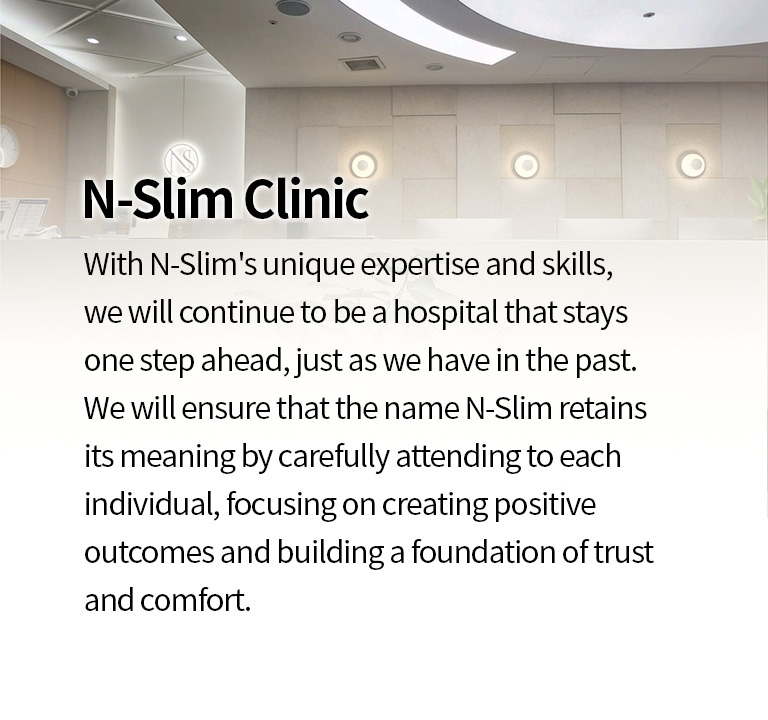 NS
N-Slim Clinic
With N-Slim's unique expertise and skills,
we will continue to be a hospital that stays
one step ahead, just as we have in the past.
We will ensure that the name N-Slim retains
its meaning by carefully attending to each
individual, focusing on creating positive
outcomes and building a foundation of trust
and comfort.